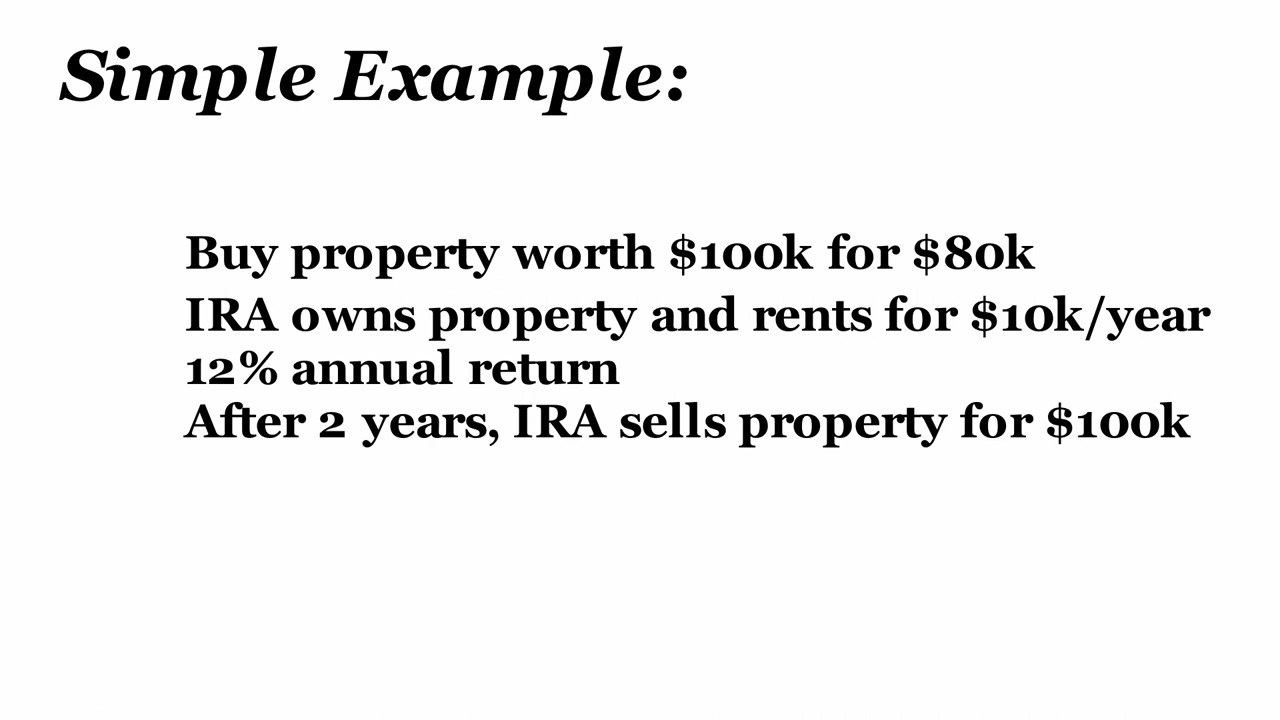 Simple Example:
Buy property worth $100k for $80k
IRA owns property and rents for $10k/year
12% annual return
After 2 years, IRA sells property for $100k